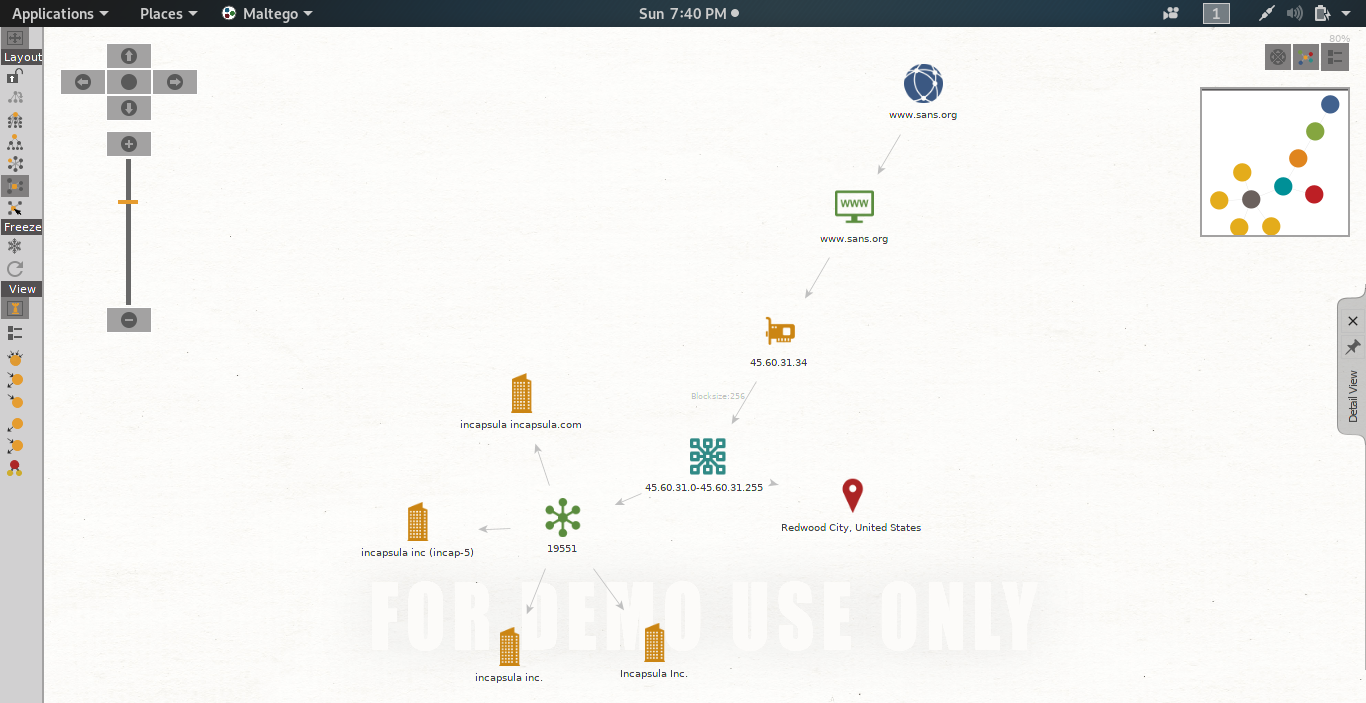 Applications Places Maltego Sun 7:40 PM 1
80%
Layout
Freeze
View
www.sans.org
WWW
www.sans.org
45.60.31.34
Blocksize:256
incapsula incapsula.com
45.60.31.0-45.60.31.255
Redwood City, United States
incapsula inc (incap-5)
19551
incapsula inc.
Incapsula Inc.
FOR DEMO USE ONLY
Detail View